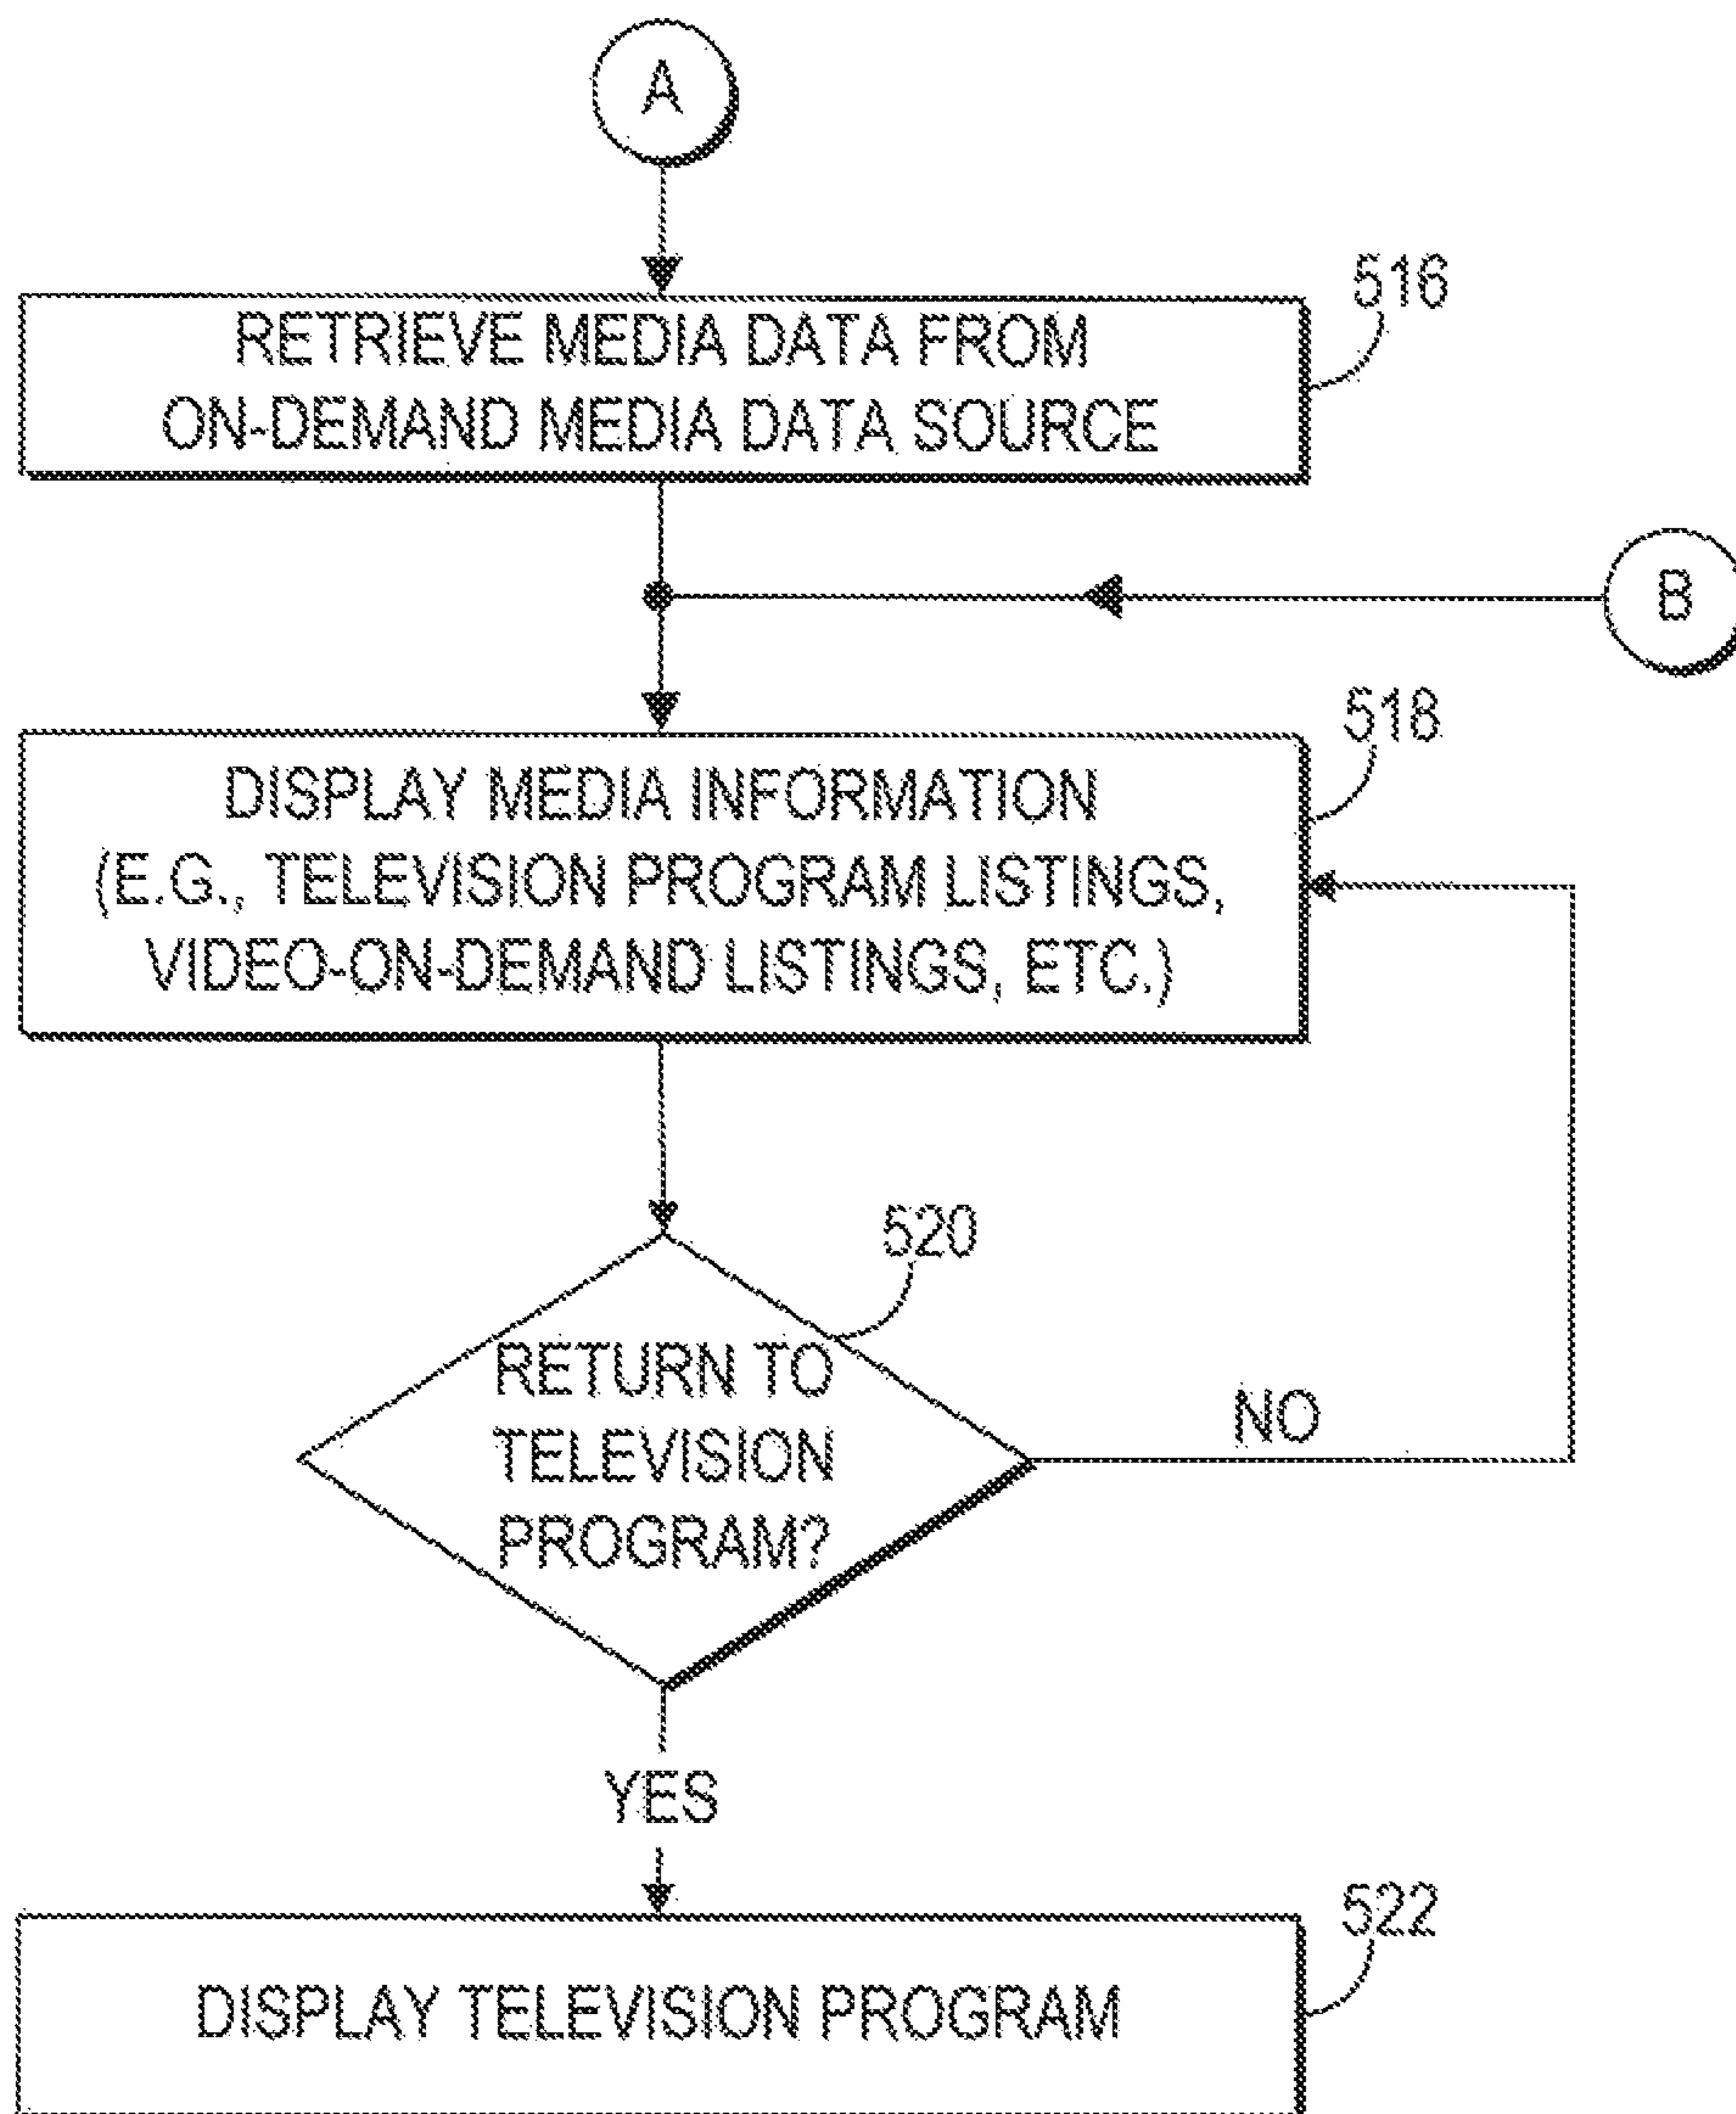 A
516
RETRIEVE MEDIA DATA FROM
ON-DEMAND MEDIA DATA SOURCE
B
518
DISPLAY MEDIA INFORMATION
(E.G., TELEVISION PROGRAM LISTINGS,
VIDEO-ON-DEMAND LISTINGS, ETC.)
520
RETURN TO
TELEVISION
PROGRAM?
NO
YES
522
DISPLAY TELEVISION PROGRAM